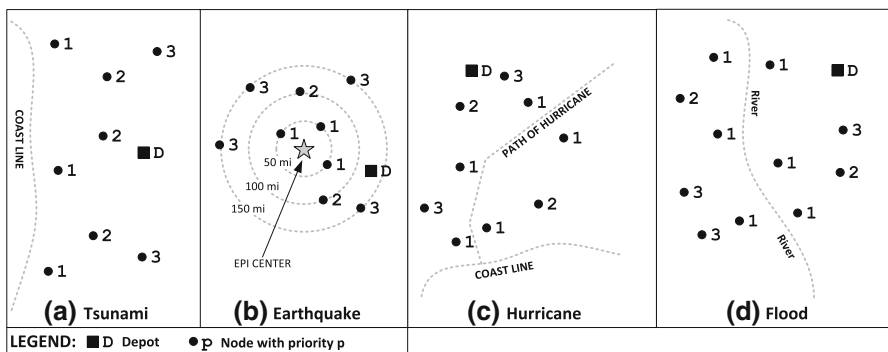 1
3
2
2
D
1
2
3
1
COAST LINE
(a) Tsunami
3
3
2
1
1
3
1
D
2
3
50 mi
100 mi
150 mi
EPI CENTER
(b) Earthquake
D
3
2
1
PATH OF HURRICANE
1
1
3
2
1
1
COAST LINE
(c) Hurricane
1
1
D
2
River
1
3
1
2
3
1
1
3
River
(d) Flood
LEGEND: D Depot p Node with priority p